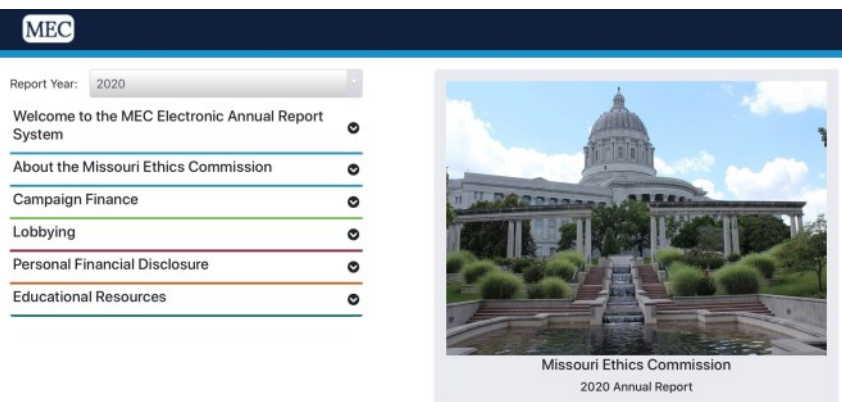 MEC
Report Year: 2020
Welcome to the MEC Electronic Annual Report
System
About the Missouri Ethics Commission
Campaign Finance
Lobbying
Personal Financial Disclosure
Educational Resources
Missouri Ethics Commission
2020 Annual Report